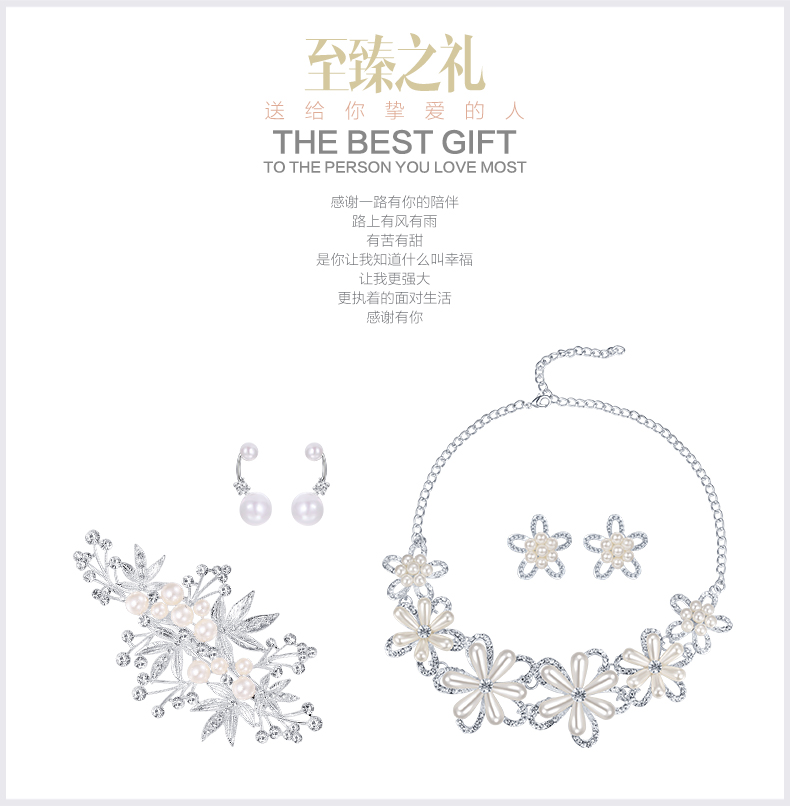 至臻之礼
送给你挚爱的人
THE BEST GIFT
TO THE PERSON YOU LOVE MOST
感谢一路有你的陪伴
路上有风有雨
有苦有甜
是你让我知道什么叫幸福
让我更强大
更执着的面对生活
感谢有你